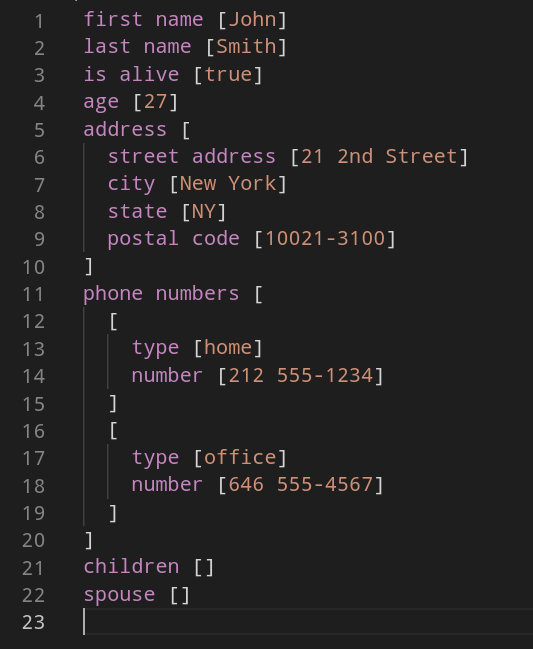 1 first name [John]
2 last name [Smith]
3 is alive [true]
4 age [27]
5 address [
6   street address [21 2nd Street]
7   city [New York]
8   state [NY]
9   postal code [10021-3100]
10 ]
11 phone numbers [
12   [
13     type [home]
14     number [212 555-1234]
15   ]
16   [
17     type [office]
18     number [646 555-4567]
19   ]
20 ]
21 children []
22 spouse []
23